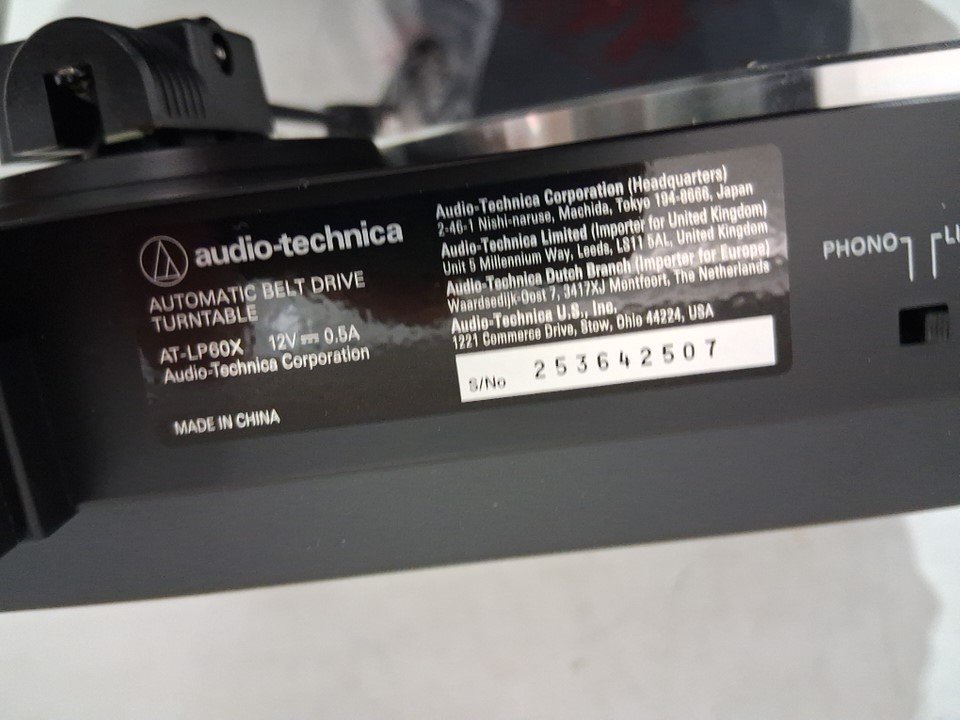 audio-technica
AUTOMATIC BELT DRIVE
TURNTABLE
AT-LP60X 12V⎓0.5A
Audio-Technica Corporation
MADE IN CHINA
Audio-Technica Corporation (Headquarters)
2-46-1 Nishi-naruse, Machida, Tokyo 194-8666, Japan
Audio-Technica Limited (Importer for United Kingdom)
Unit 5 Millennium Way, Leeds, LS11 5AL, United Kingdom
Audio-Technica Dutch Branch (Importer for Europe)
Waardsedijk-Oost 7, 3417XJ Montfoort, The Netherlands
Audio-Technica U.S., Inc.
1221 Commerce Drive, Stow, Ohio 44224, USA
S/No 253642507
PHONO